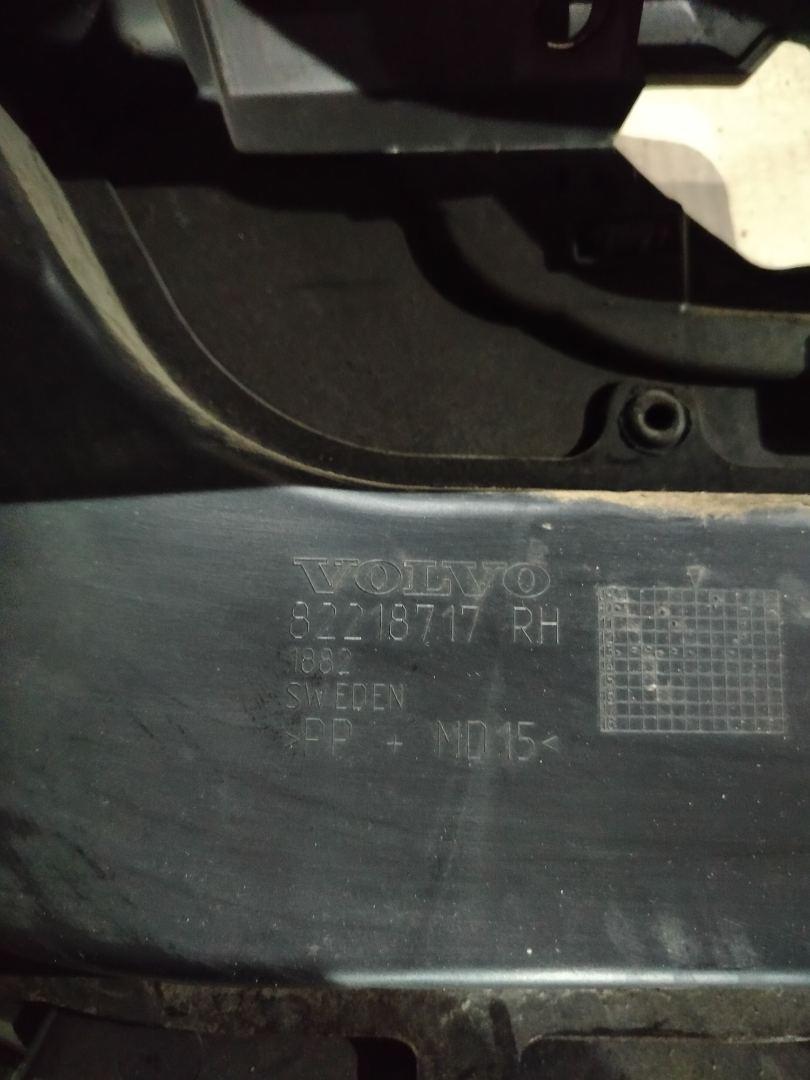 VOLVO
82218717 RH
1882
SWEDEN
>PP + MD15<